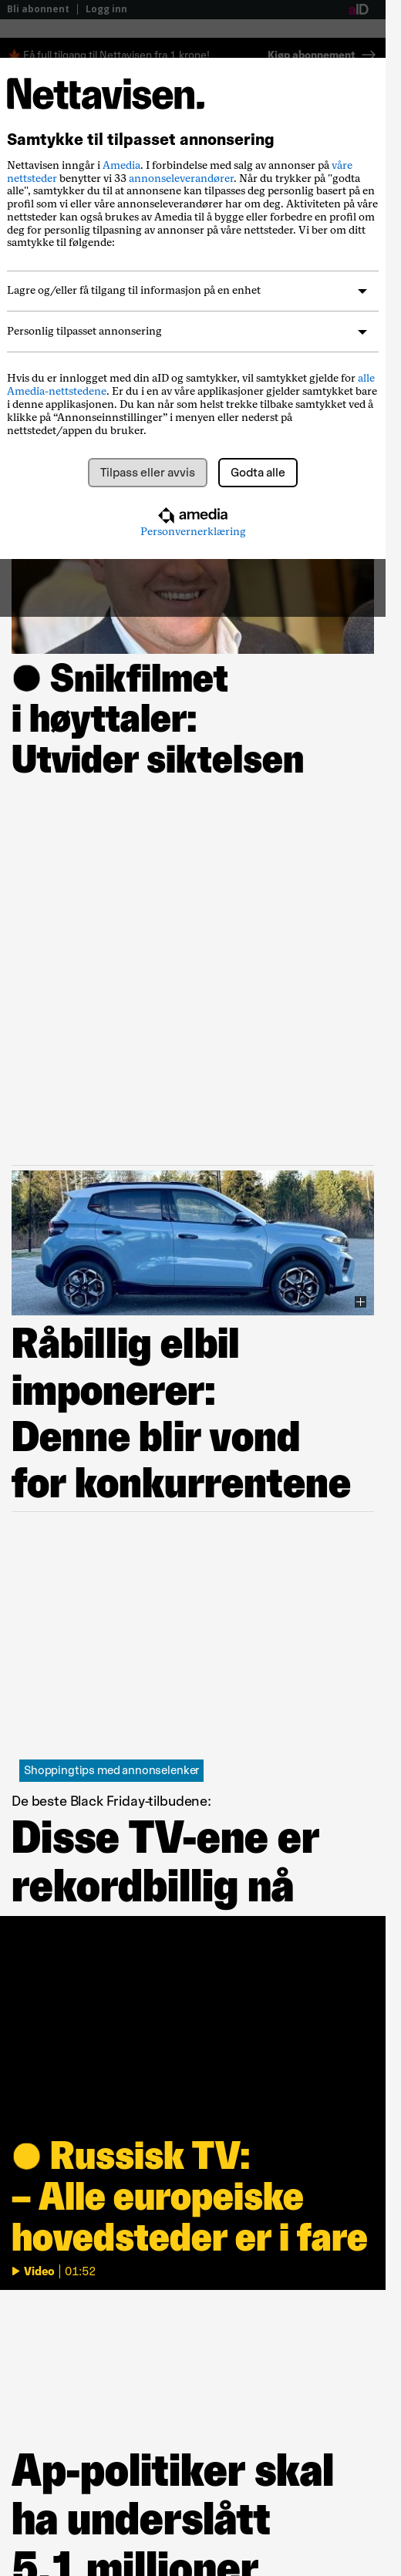 Bli abonnent | Logg inn
aID
Få full tilgang til Nettavisen fra 1 krone!
Kjøp abonnement →
Nettavisen.
Samtykke til tilpasset annonsering
Nettavisen inngår i Amedia. I forbindelse med salg av annonser på våre
nettsteder benytter vi 33 annonseleverandører. Når du trykker på "godta
alle", samtykker du til at annonsene kan tilpasses deg personlig basert på en
profil som vi eller våre annonseleverandører har om deg. Aktiviteten på våre
nettsteder kan også brukes av Amedia til å bygge eller forbedre en profil om
deg for personlig tilpasning av annonser på våre nettsteder. Vi ber om ditt
samtykke til følgende:
Lagre og/eller få tilgang til informasjon på en enhet
Personlig tilpasset annonsering
Hvis du er innlogget med din aID og samtykker, vil samtykket gjelde for alle
Amedia-nettstedene. Er du i en av våre applikasjoner gjelder samtykket bare
i denne applikasjonen. Du kan når som helst trekke tilbake samtykket ved å
klikke på “Annonseinnstillinger” i menyen eller nederst på
nettstedet/appen du bruker.
Tilpass eller avvis
Godta alle
amedia
Personvernerklæring
● Snikfilmet
i høyttaler:
Utvider siktelsen
Råbillig elbil
imponerer:
Denne blir vond
for konkurrentene
Shoppingtips med annonselenker
De beste Black Friday-tilbudene:
Disse TV-ene er
rekordbillig nå
● Russisk TV:
– Alle europeiske
hovedsteder er i fare
Video | 01:52
Ap-politiker skal
ha underslått
5,1 millioner